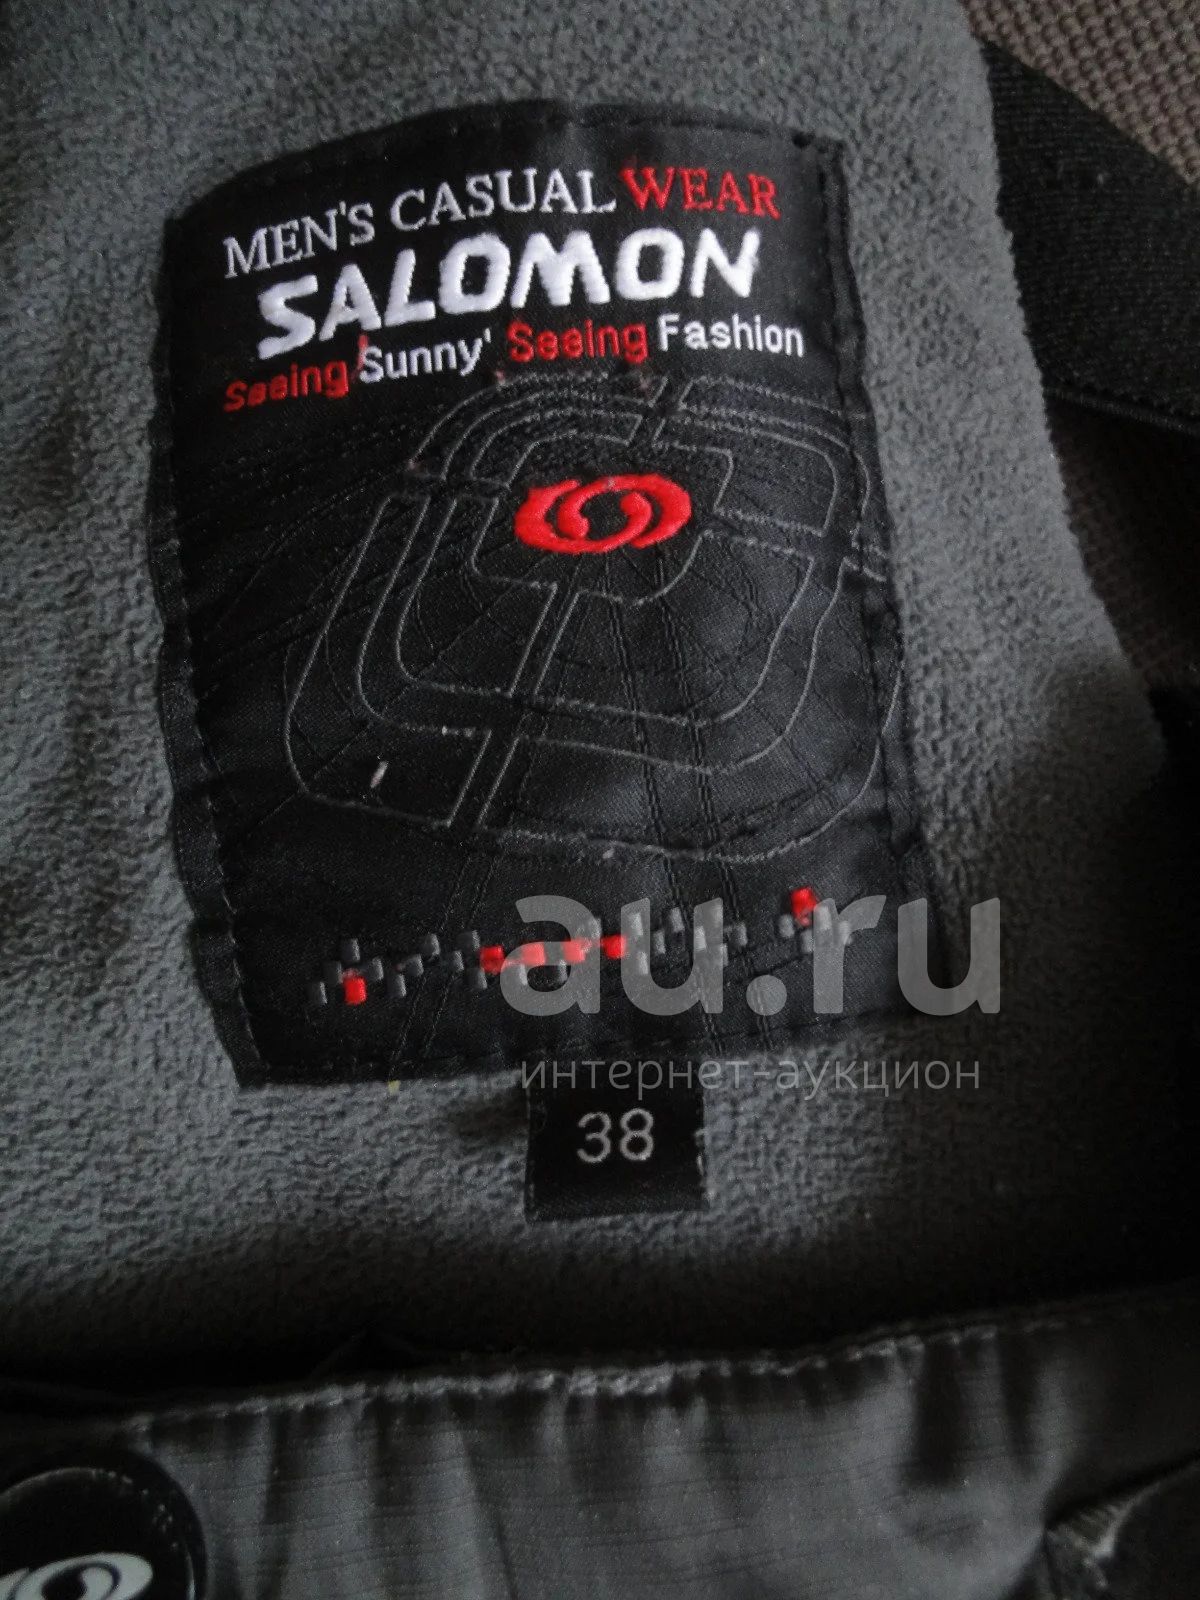 MEN'S CASUAL WEAR
SALOMON
Seeing 'Sunny' Seeing Fashion
au.ru
интернет-аукцион
38